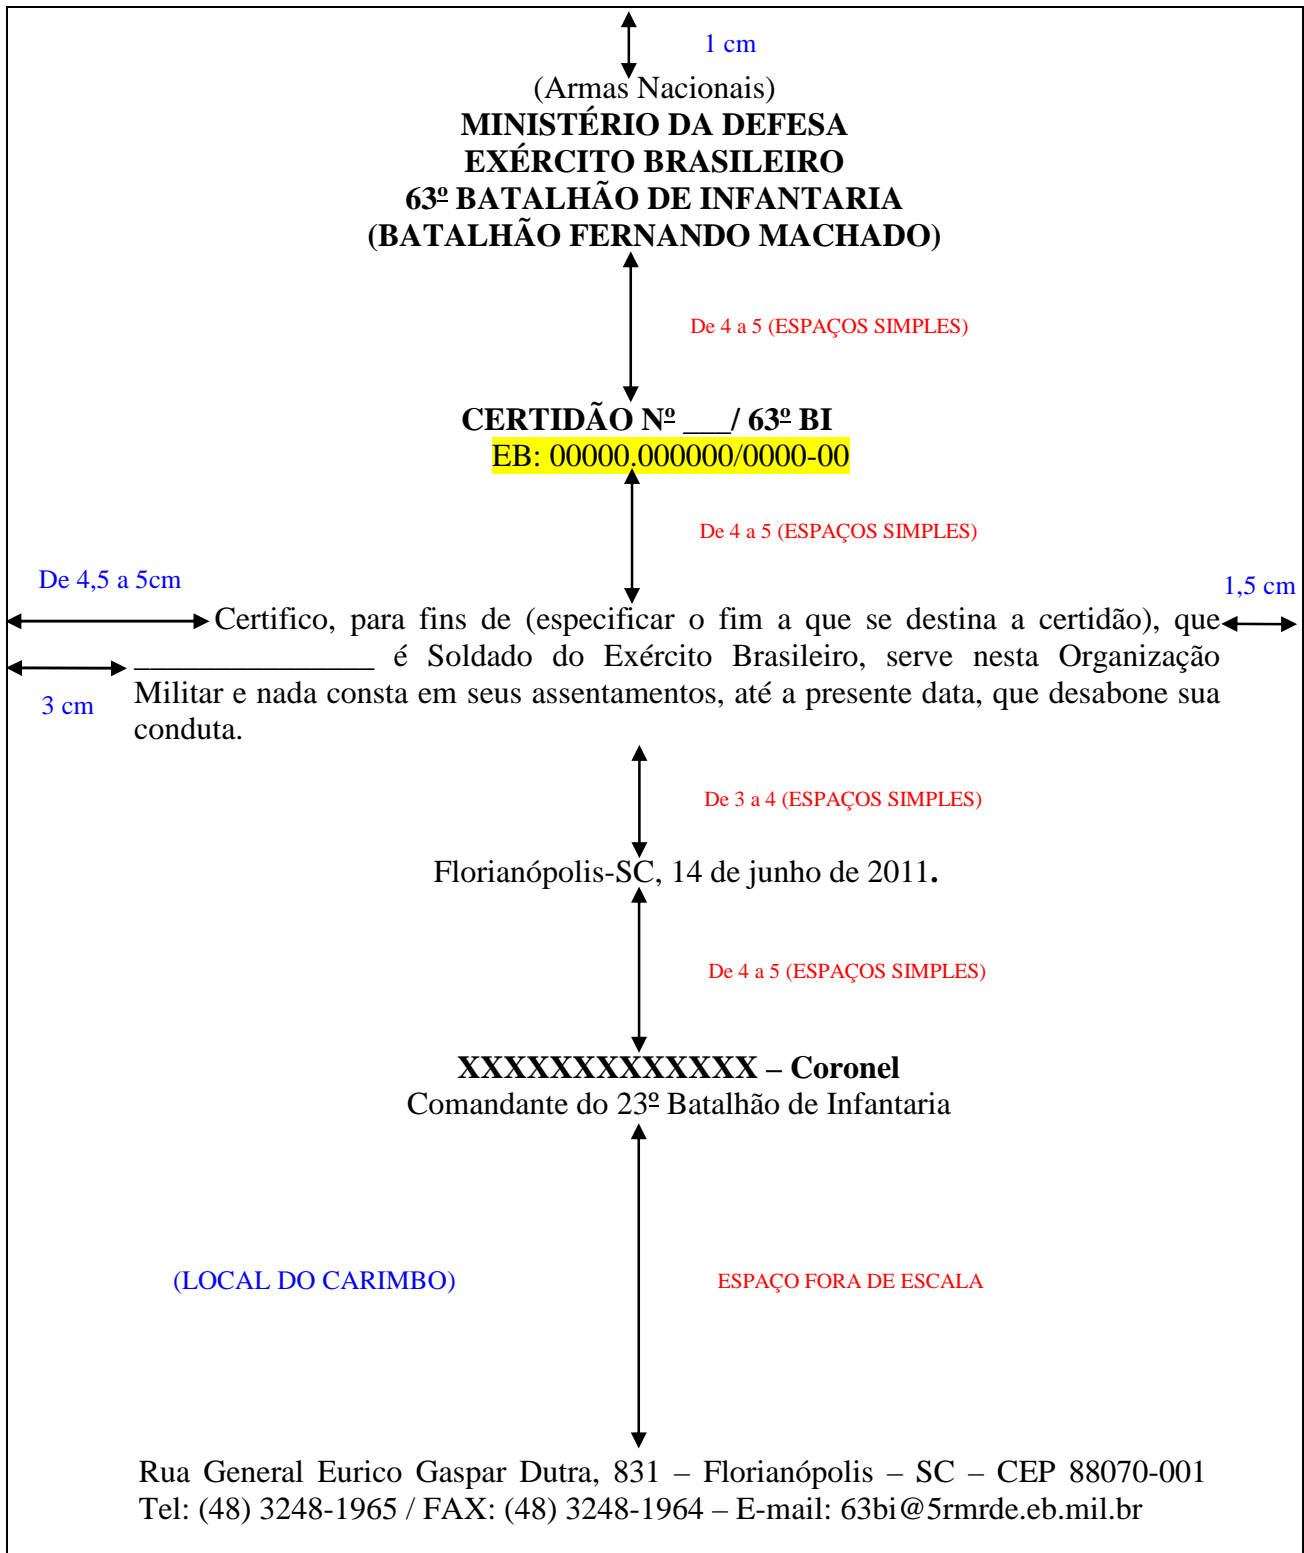 1 cm
(Armas Nacionais)
MINISTÉRIO DA DEFESA
EXÉRCITO BRASILEIRO
63º BATALHÃO DE INFANTARIA
(BATALHÃO FERNANDO MACHADO)
De 4 a 5 (ESPAÇOS SIMPLES)
CERTIDÃO Nº ___/ 63º BI
EB: 00000.000000/0000-00
De 4 a 5 (ESPAÇOS SIMPLES)
De 4,5 a 5cm
1,5 cm
Certifico, para fins de (especificar o fim a que se destina a certidão), que
_______________ é Soldado do Exército Brasileiro, serve nesta Organização
Militar e nada consta em seus assentamentos, até a presente data, que desabone sua
3 cm
conduta.
De 3 a 4 (ESPAÇOS SIMPLES)
Florianópolis-SC, 14 de junho de 2011.
De 4 a 5 (ESPAÇOS SIMPLES)
XXXXXXXXXXXXX – Coronel
Comandante do 23º Batalhão de Infantaria
(LOCAL DO CARIMBO)
ESPAÇO FORA DE ESCALA
Rua General Eurico Gaspar Dutra, 831 – Florianópolis – SC – CEP 88070-001
Tel: (48) 3248-1965 / FAX: (48) 3248-1964 – E-mail: 63bi@5rmrde.eb.mil.br